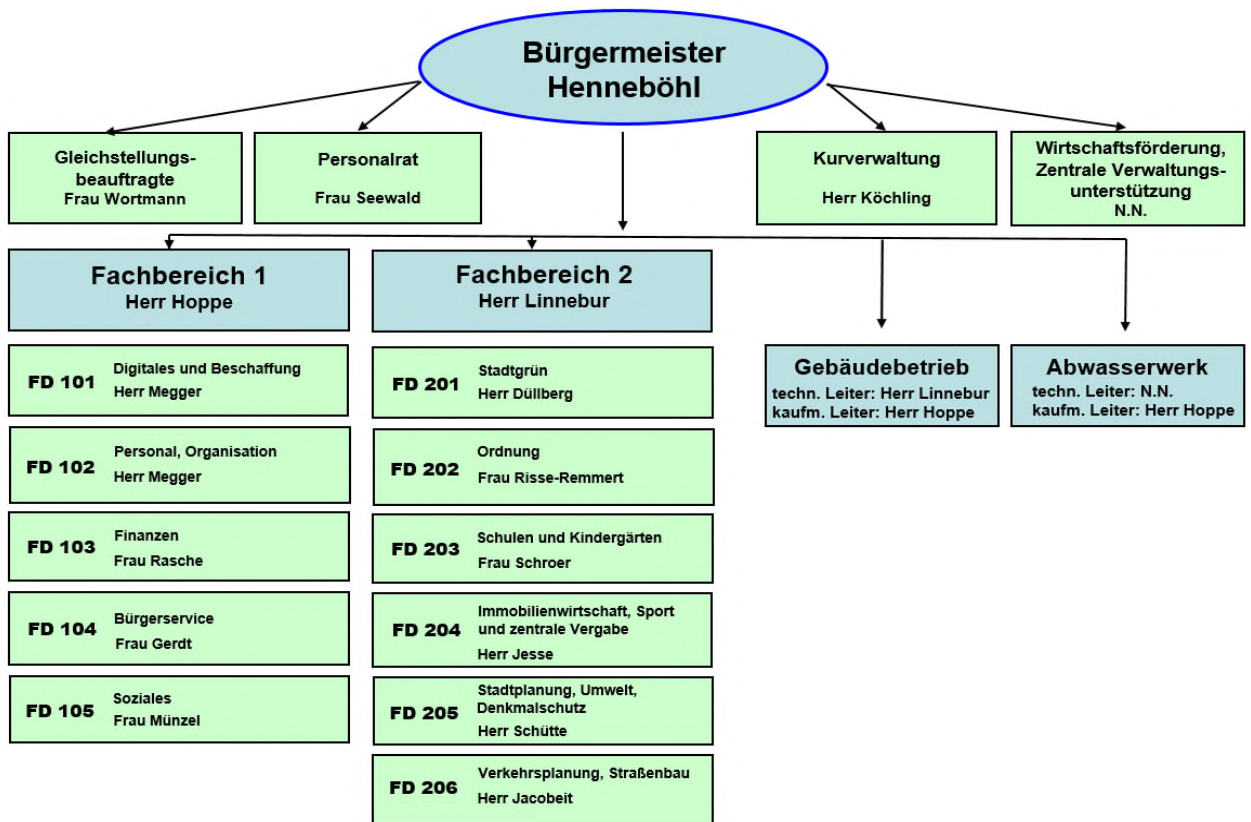 Bürgermeister
Henneböhl
Gleichstellungs-
beauftragte
Frau Wortmann
Personalrat
Frau Seewald
Kurverwaltung
Herr Köchling
Wirtschaftsförderung,
Zentrale Verwaltungs-
unterstützung
N.N.
Fachbereich 1
Herr Hoppe
FD 101
Digitales und Beschaffung
Herr Megger
FD 102
Personal, Organisation
Herr Megger
FD 103
Finanzen
Frau Rasche
FD 104
Bürgerservice
Frau Gerdt
FD 105
Soziales
Frau Münzel
Fachbereich 2
Herr Linnebur
FD 201
Stadtgrün
Herr Düllberg
FD 202
Ordnung
Frau Risse-Remmert
FD 203
Schulen und Kindergärten
Frau Schroer
FD 204
Immobilienwirtschaft, Sport
und zentrale Vergabe
Herr Jesse
FD 205
Stadtplanung, Umwelt,
Denkmalschutz
Herr Schütte
FD 206
Verkehrsplanung, Straßenbau
Herr Jacobeit
Gebäudebetrieb
techn. Leiter: Herr Linnebur
kaufm. Leiter: Herr Hoppe
Abwasserwerk
techn. Leiter: N.N.
kaufm. Leiter: Herr Hoppe